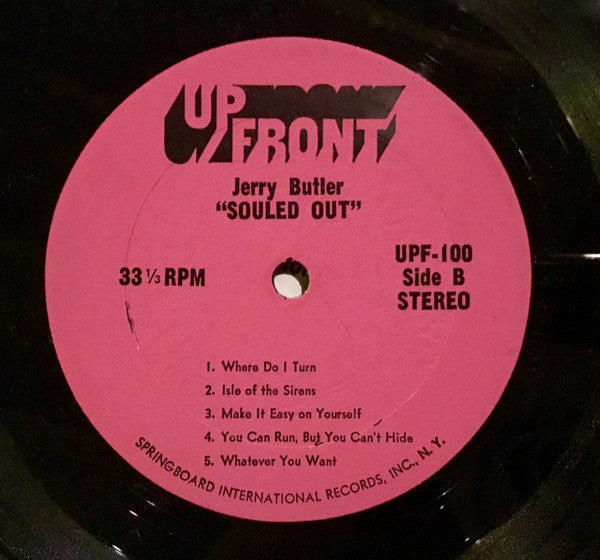 UP
FRONT
Jerry Butler
"SOULED OUT"
33 1/3 RPM
UPF-100
Side B
STEREO
1. Where Do I Turn
2. Isle of the Sirens
3. Make It Easy on Yourself
4. You Can Run, But You Can't Hide
5. Whatever You Want
SPRINGBOARD INTERNATIONAL RECORDS, INC., N. Y.